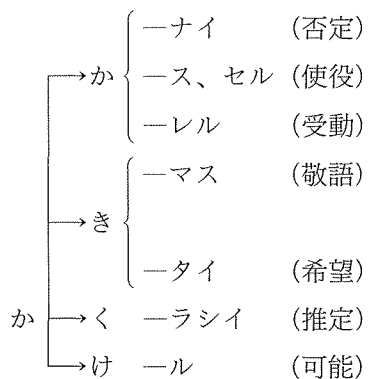 か ―ナイ (否定)
―ス、セル (使役)
―レル (受動)
き ―マス (敬語)
―タイ (希望)
か く ―ラシイ (推定)
け ―ル (可能)